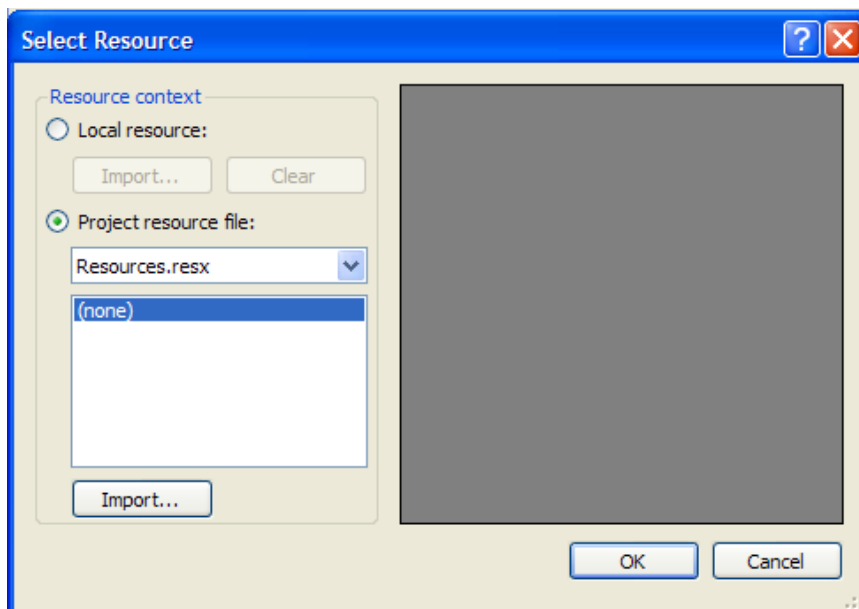 Select Resource
Resource context
Local resource:
Import... Clear
Project resource file:
Resources.resx
(none)
Import...
OK Cancel